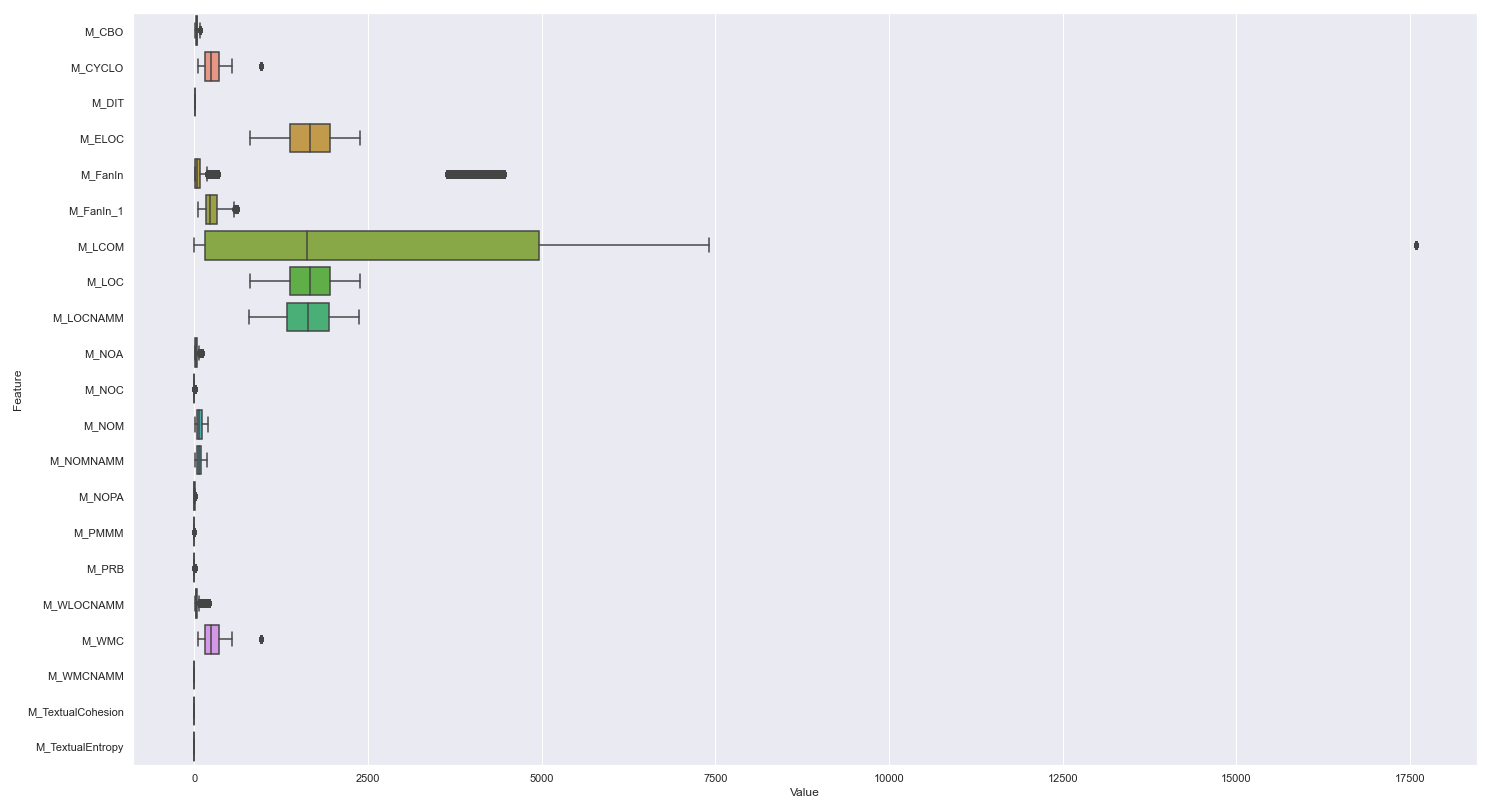 M_CBO
M_CYCLO
M_DIT
M_ELOC
M_FanIn
M_FanIn_1
M_LCOM
M_LOC
M_LOCNAMM
M_NOA
M_NOC
M_NOM
M_NOMNAMM
M_NOPA
M_PMMM
M_PRB
M_WLOCNAMM
M_WMC
M_WMCNAMM
M_TextualCohesion
M_TextualEntropy
Feature
0 2500 5000 7500 10000 12500 15000 17500
Value